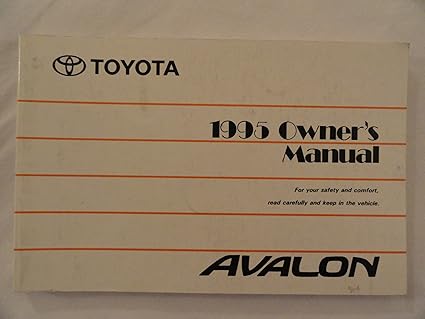 TOYOTA
1995 Owner's
Manual
For your safety and comfort,
read carefully and keep in the vehicle.
AVALON